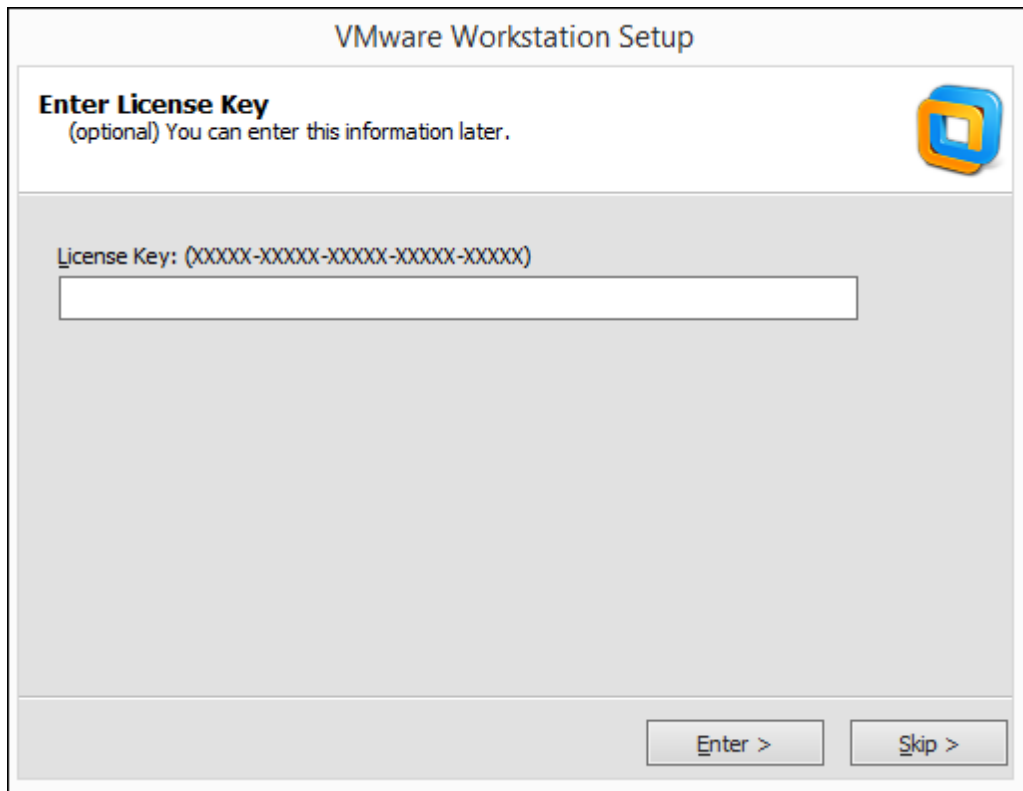 VMware Workstation Setup
Enter License Key
(optional) You can enter this information later.
License Key: (XXXXX-XXXXX-XXXXX-XXXXX-XXXXX)
Enter >
Skip >